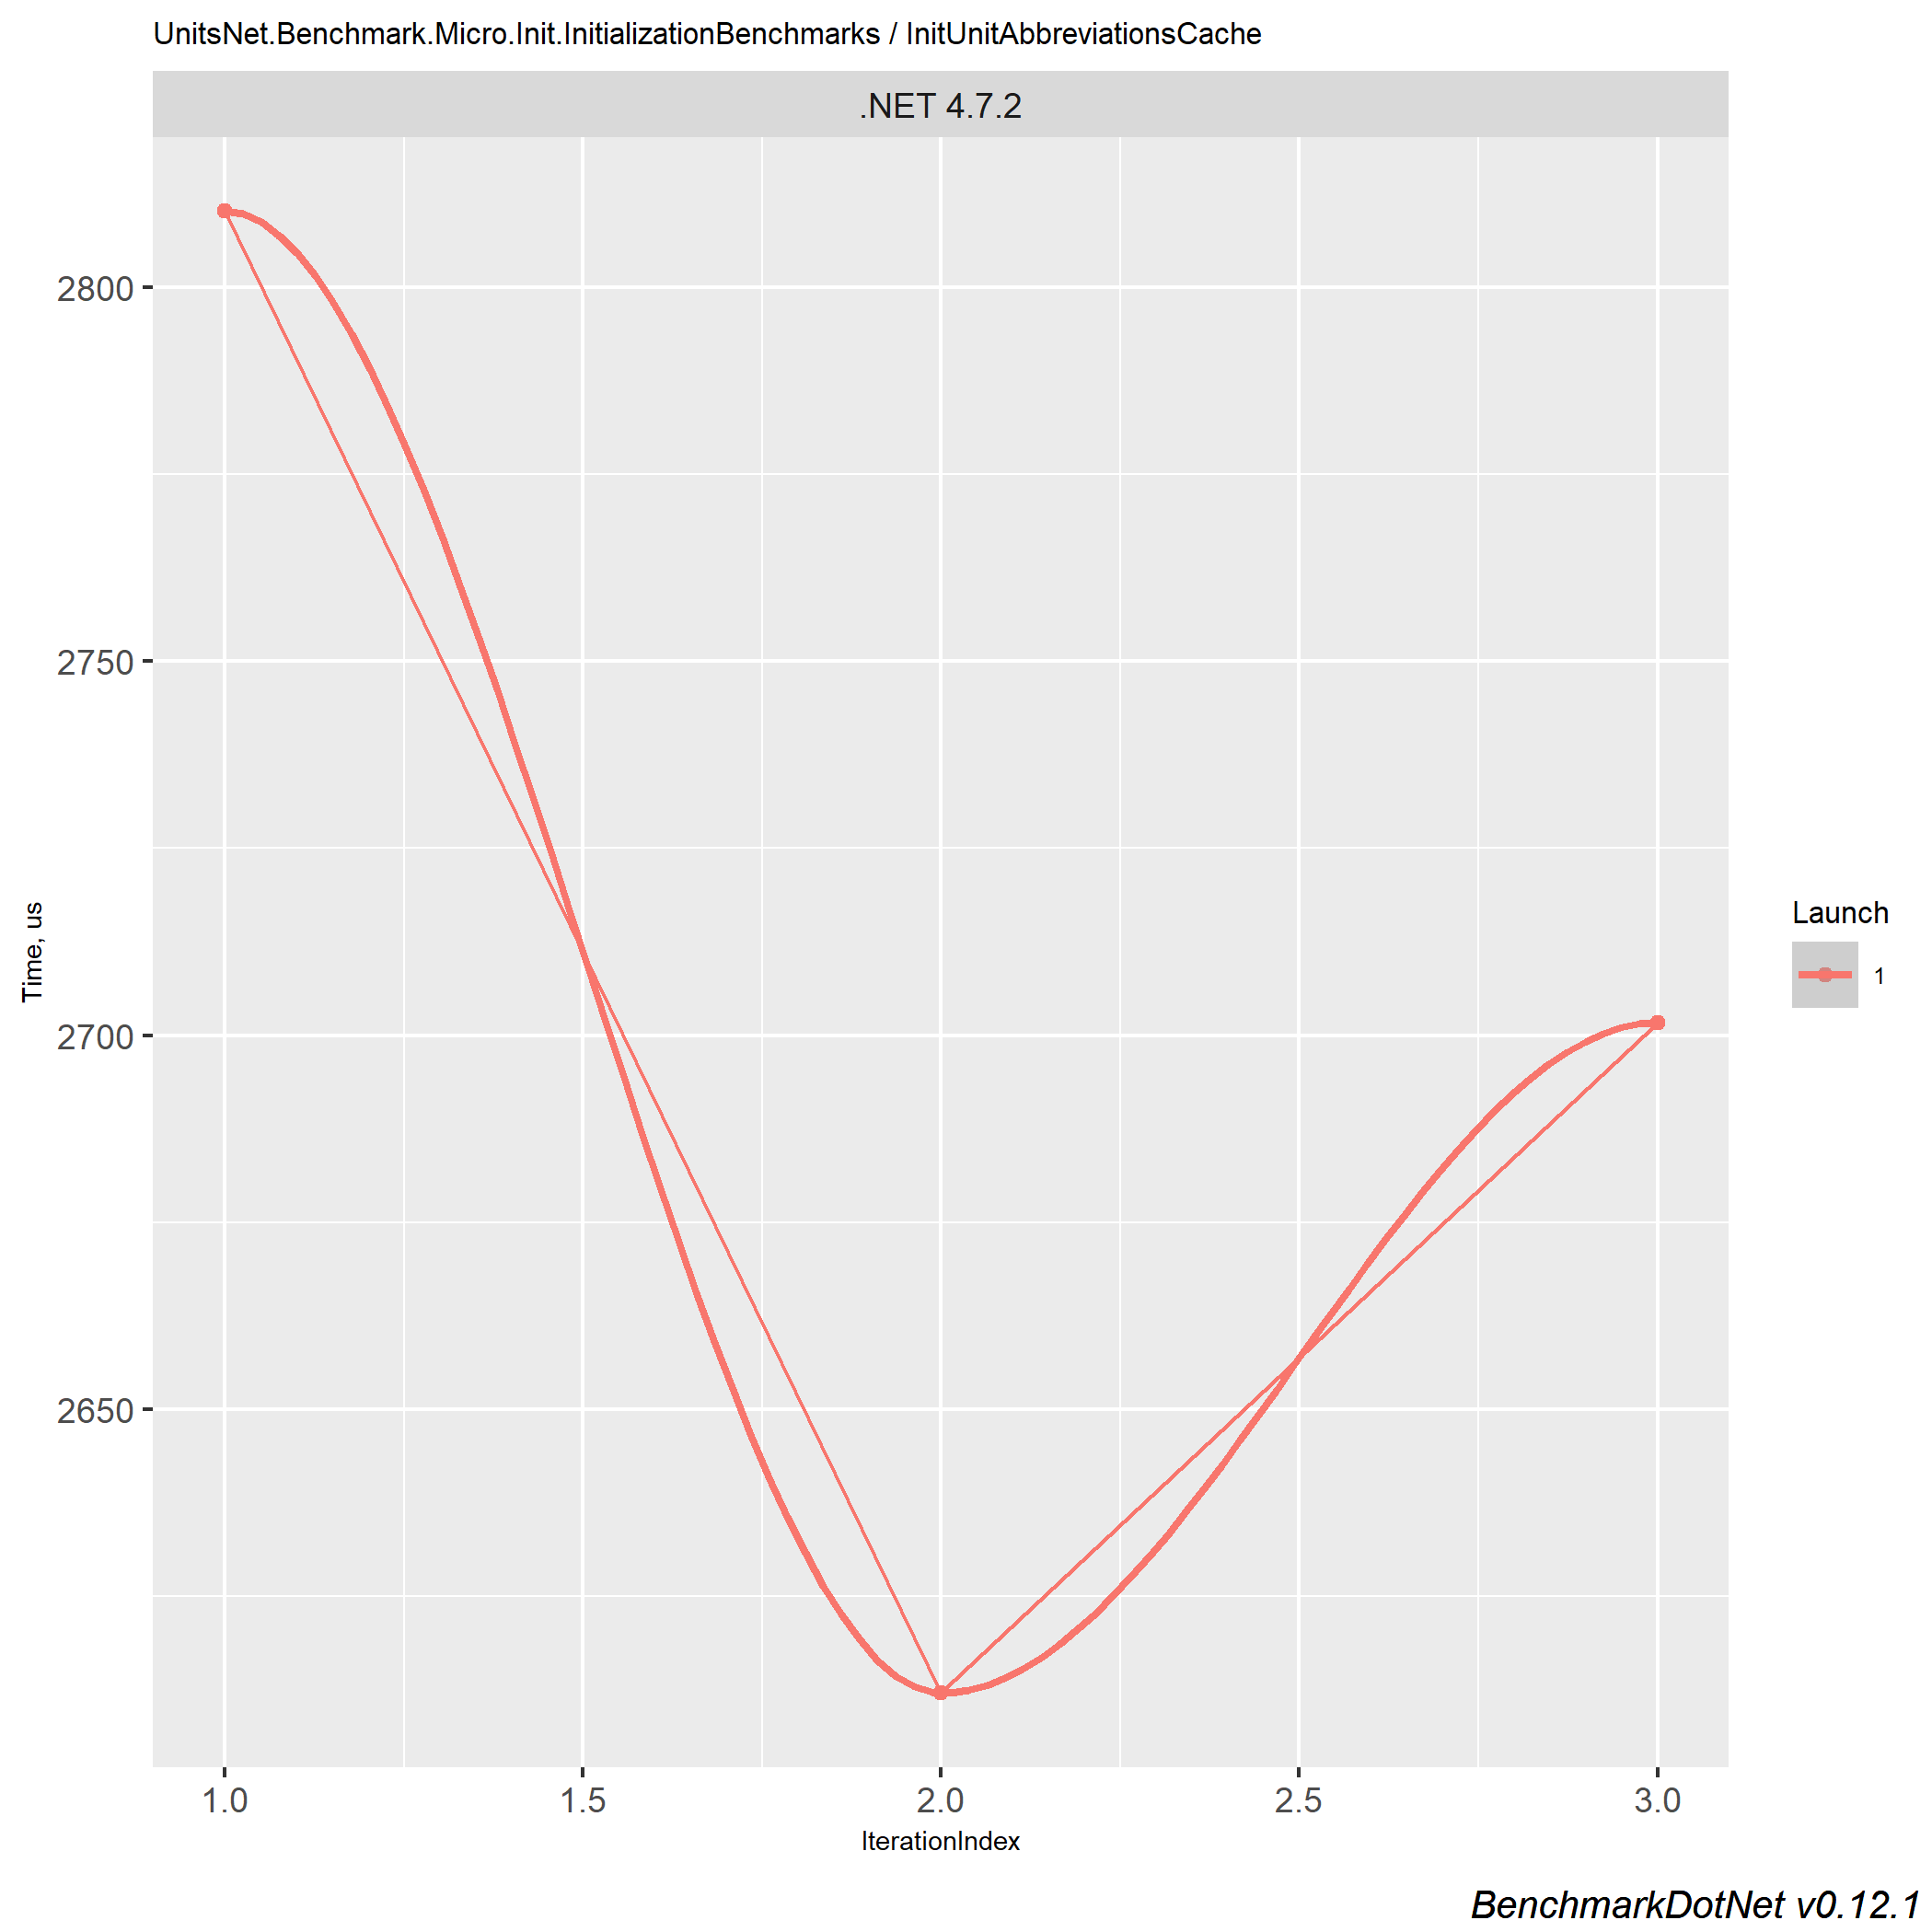 UnitsNet.Benchmark.Micro.Init.InitializationBenchmarks / InitUnitAbbreviationsCache
.NET 4.7.2
2800
2750
2700
2650
Time, us
1.0 1.5 2.0 2.5 3.0
IterationIndex
Launch
1
BenchmarkDotNet v0.12.1